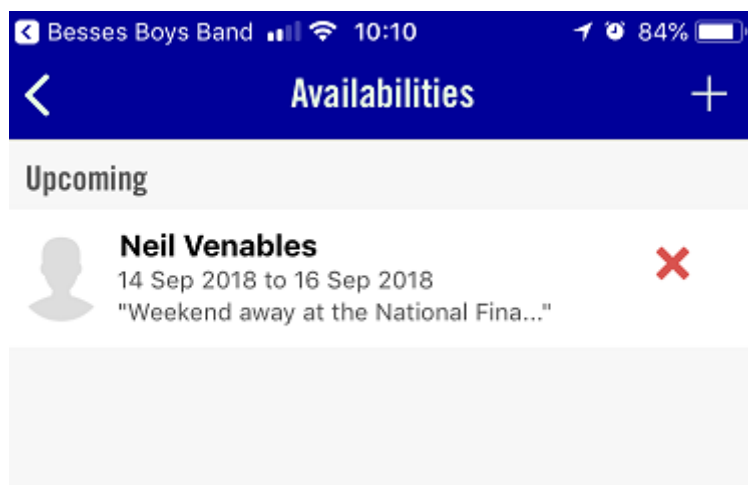 Besses Boys Band 10:10 84%
Availabilities
Upcoming
Neil Venables
14 Sep 2018 to 16 Sep 2018
"Weekend away at the National Fina..."